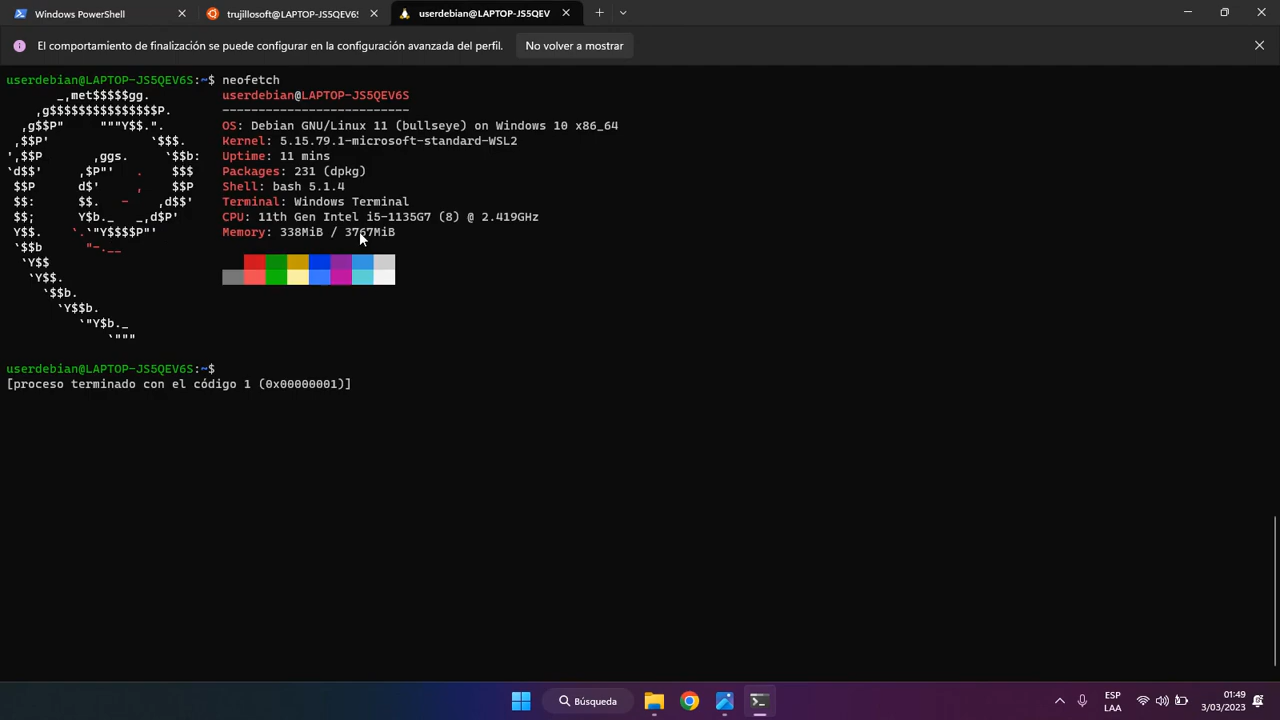 Windows PowerShell
trujillosoft@LAPTOP-JS5QEV6S:
userdebian@LAPTOP-JS5QEV
El comportamiento de finalización se puede configurar en la configuración avanzada del perfil.
No volver a mostrar
userdebian@LAPTOP-JS5QEV6S:~$ neofetch
_,met$$$$$gg. userdebian@LAPTOP-JS5QEV6S
,g$$$$$$$$$$$$$$$P. --------------------------
,g$$P" """Y$$.". OS: Debian GNU/Linux 11 (bullseye) on Windows 10 x86_64
,$$P' `$$$. Kernel: 5.15.79.1-microsoft-standard-WSL2
',$$P ,ggs. `$$b: Uptime: 11 mins
`d$$' ,$P"' . $$$ Packages: 231 (dpkg)
$$P d$' , $$P Shell: bash 5.1.4
$$: $$. - ,d$$' Terminal: Windows Terminal
$$; Y$b._ _,d$P' CPU: 11th Gen Intel i5-1135G7 (8) @ 2.419GHz
Y$$. `.`"Y$$$$P"' Memory: 338MiB / 3767MiB
`$$b "-.__
`Y$$
`Y$$.
`$$b.
`Y$$b.
`"Y$b._
`"""
userdebian@LAPTOP-JS5QEV6S:~$
[proceso terminado con el código 1 (0x00000001)]
Búsqueda
ESP
LAA
01:49
3/03/2023